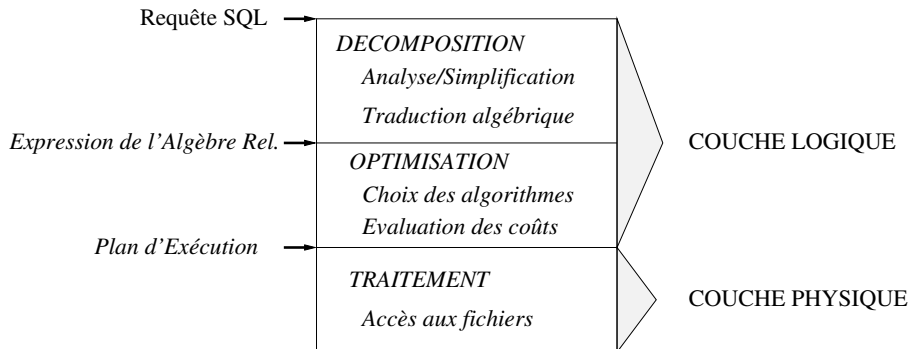 Requête SQL
DECOMPOSITION
Analyse/Simplification
Traduction algébrique
Expression de l'Algèbre Rel.
COUCHE LOGIQUE
OPTIMISATION
Choix des algorithmes
Evaluation des coûts
Plan d'Exécution
TRAITEMENT
Accès aux fichiers
COUCHE PHYSIQUE